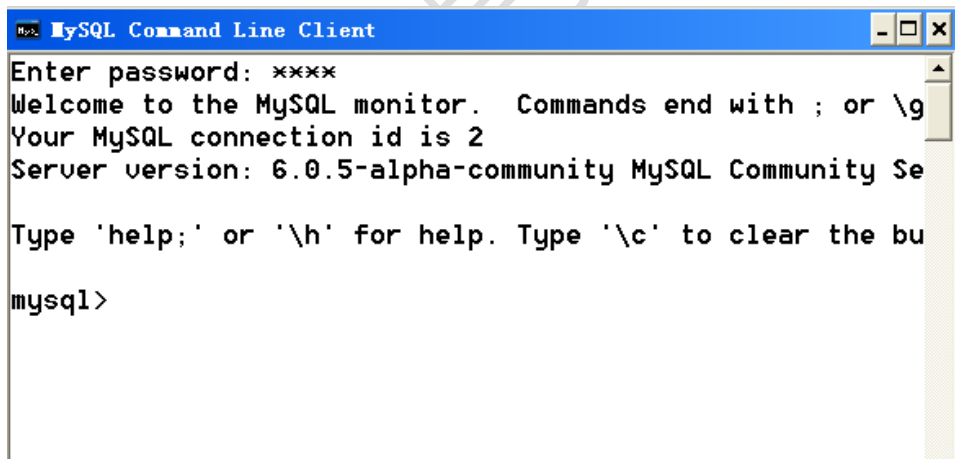 MySQL Command Line Client
Enter password: ****
Welcome to the MySQL monitor.  Commands end with ; or \g
Your MySQL connection id is 2
Server version: 6.0.5-alpha-community MySQL Community Se
Type 'help;' or '\h' for help. Type '\c' to clear the bu
mysql>